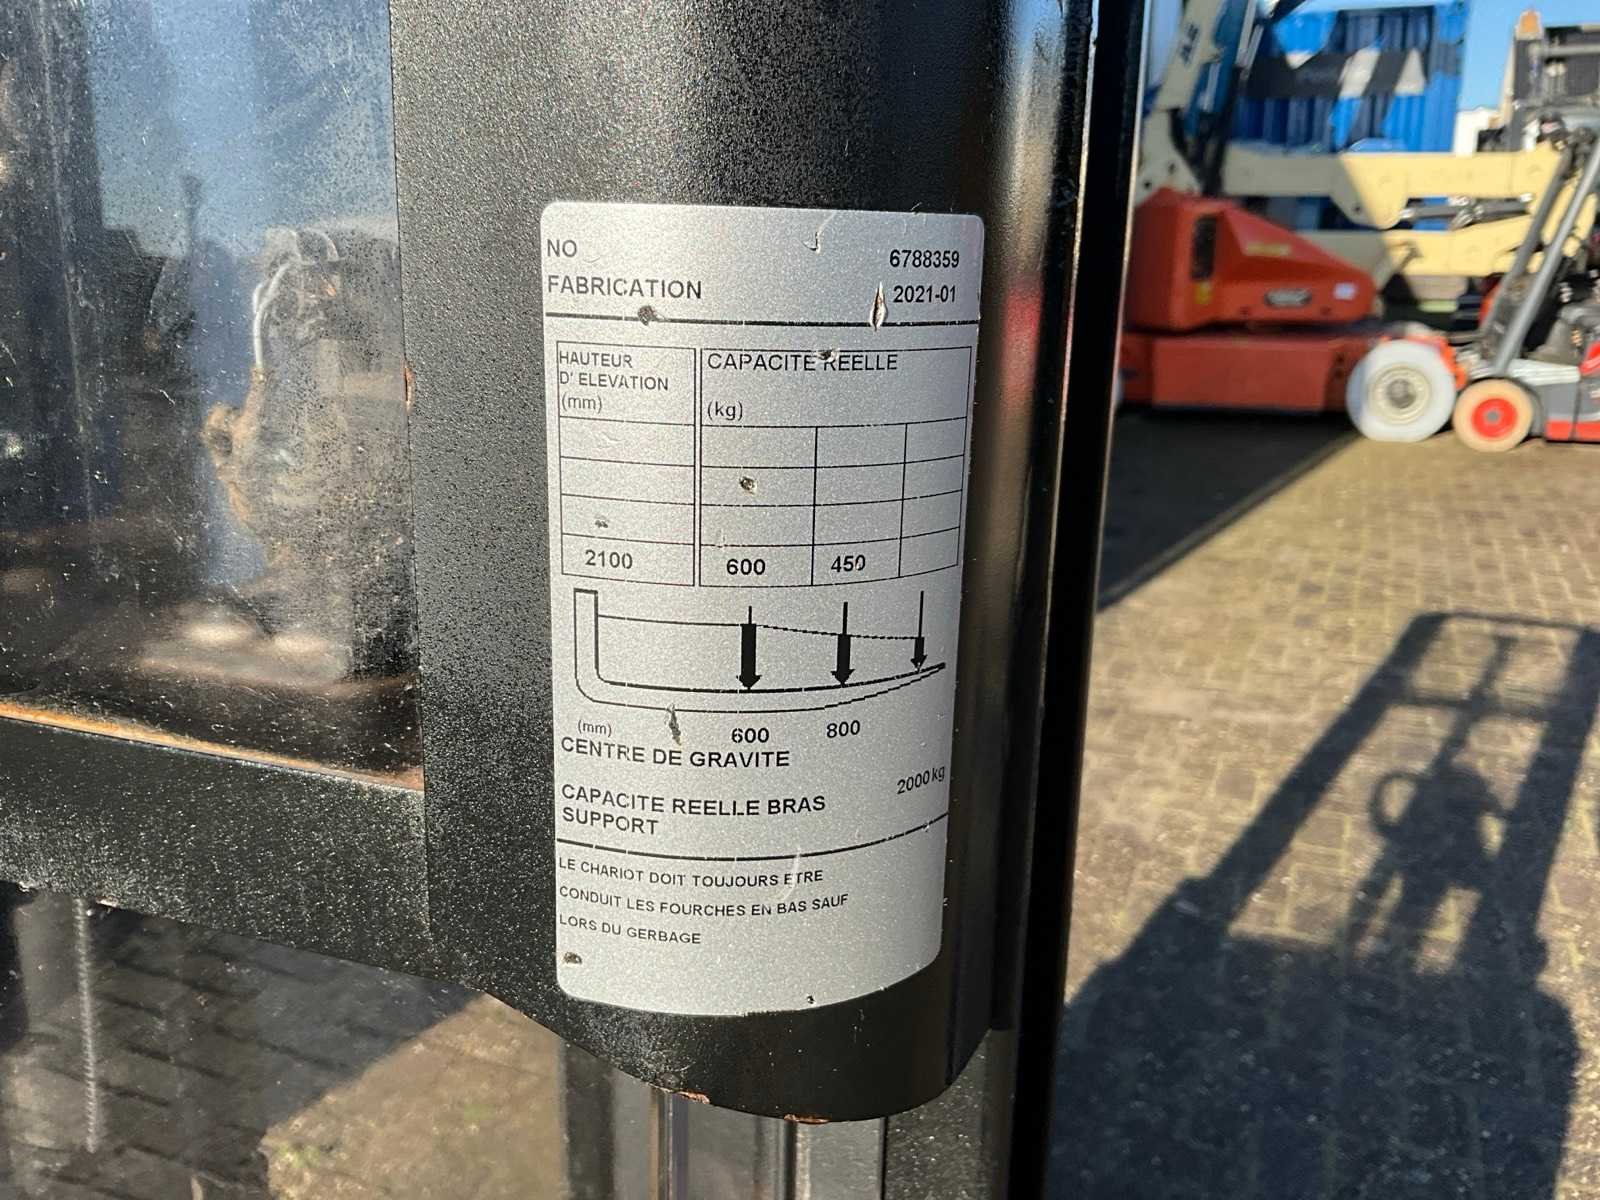 NO 6788359
FABRICATION 2021-01
HAUTEUR
D' ELEVATION
(mm)
CAPACITE REELLE
(kg)
2100 600 450
(mm) 600 800
CENTRE DE GRAVITE
CAPACITE REELLE BRAS
SUPPORT
2000 kg
LE CHARIOT DOIT TOUJOURS ETRE
CONDUIT LES FOURCHES EN BAS SAUF
LORS DU GERBAGE